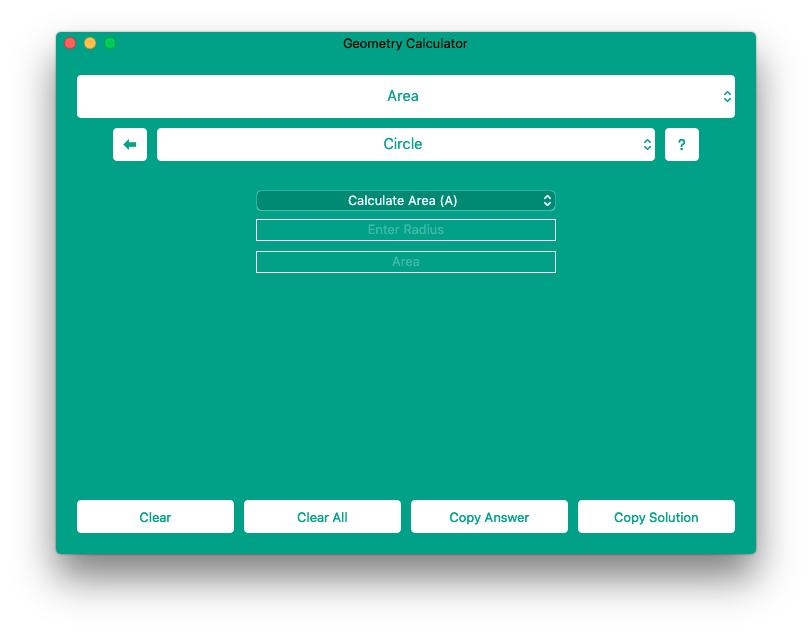 Geometry Calculator
Area
Circle
?
Calculate Area (A)
Enter Radius
Area
Clear
Clear All
Copy Answer
Copy Solution